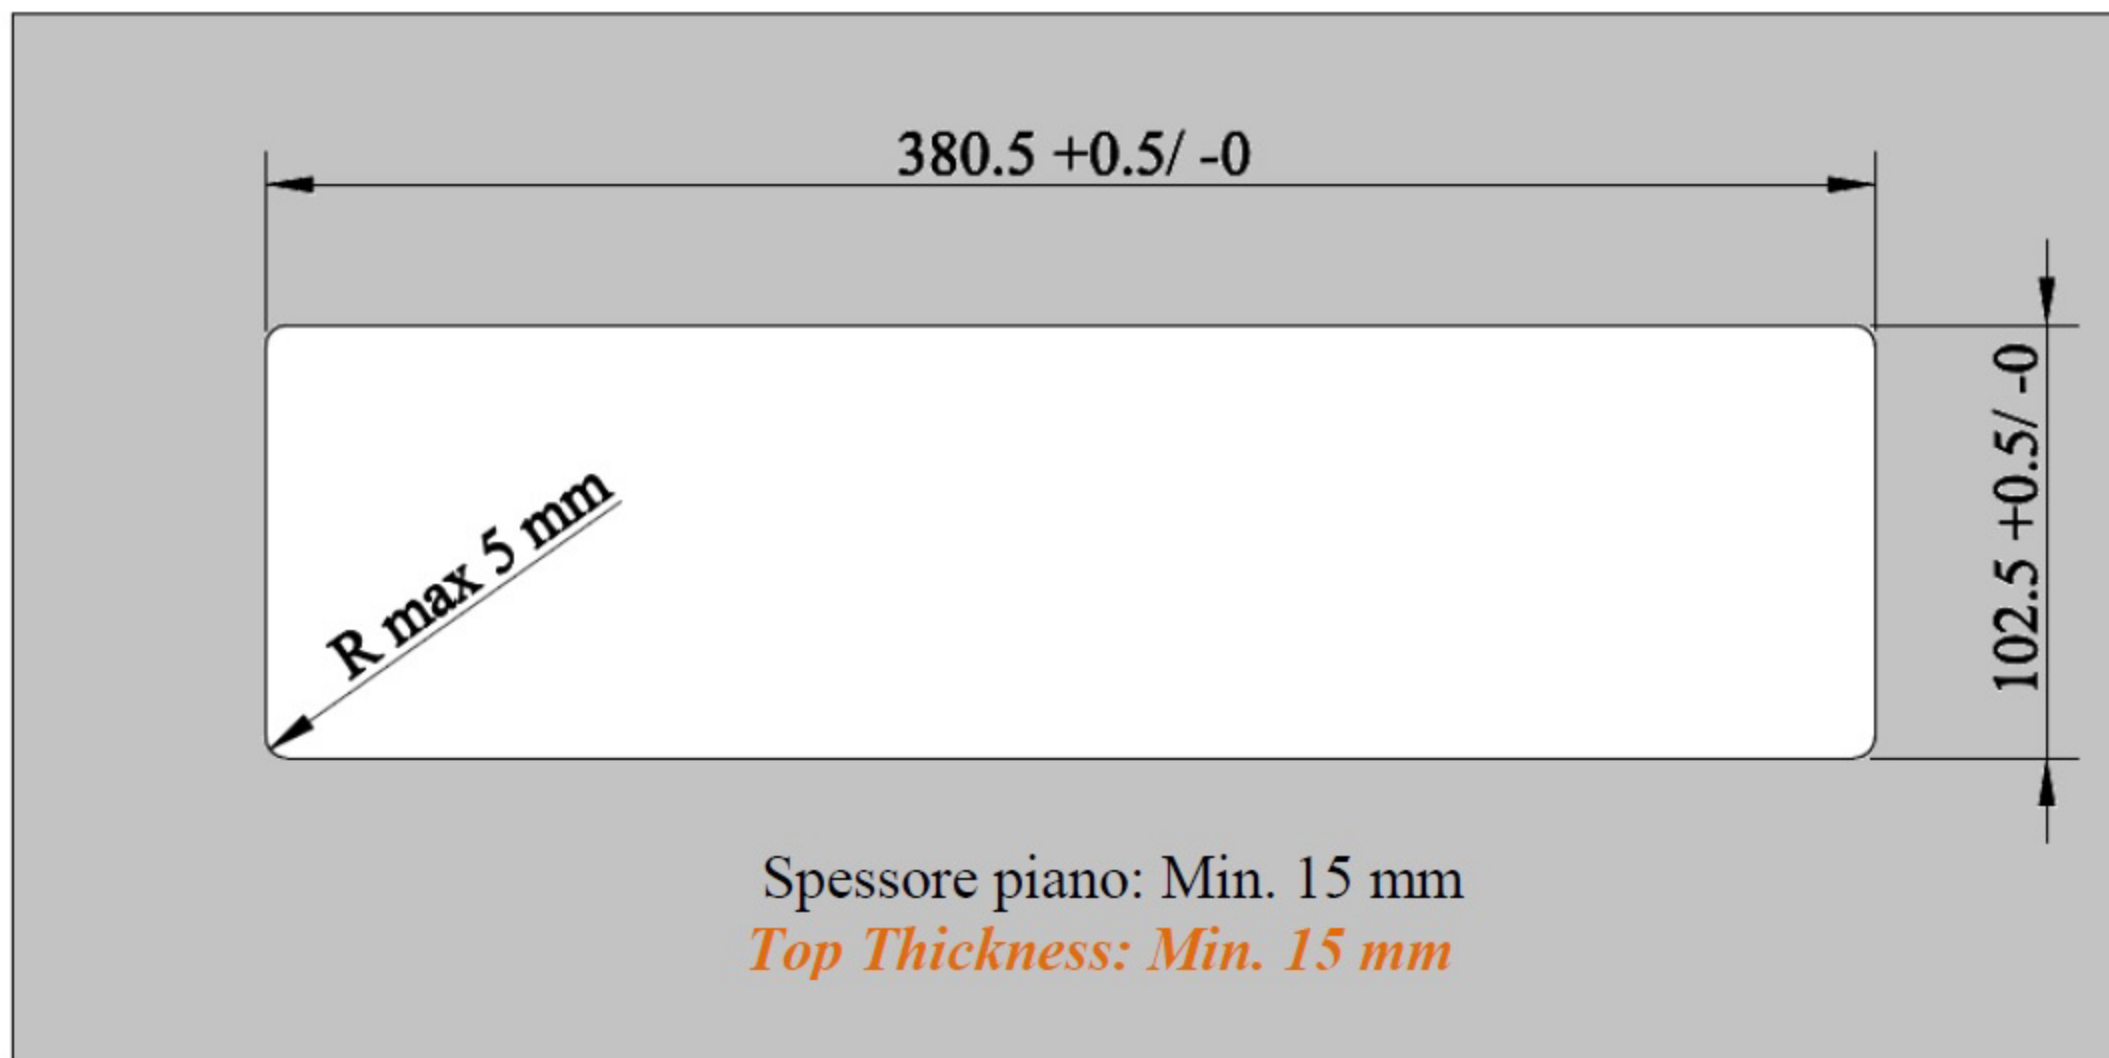 380.5 +0.5/ -0
102.5 +0.5/ -0
R max 5 mm
Spessore piano: Min. 15 mm
Top Thickness: Min. 15 mm